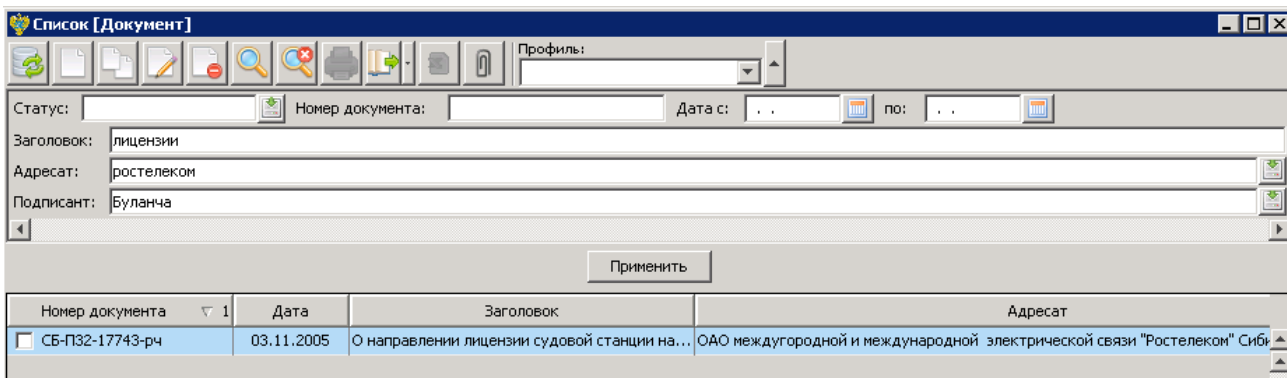 Список [Документ]
Профиль:
Статус: Номер документа: Дата с: . . по: . .
Заголовок: лицензии
Адресат: ростелеком
Подписант: Буланча
Применить
Номер документа 1 Дата Заголовок Адресат
СБ-П32-17743-рч 03.11.2005 О направлении лицензии судовой станции на... ОАО междугородной и международной электрической связи "Ростелеком" Сиби